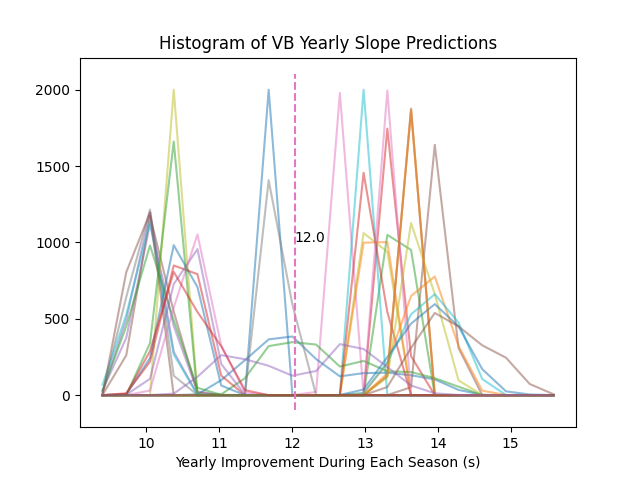 Histogram of VB Yearly Slope Predictions
2000
1500
1000
500
0
12.0
10 11 12 13 14 15
Yearly Improvement During Each Season (s)